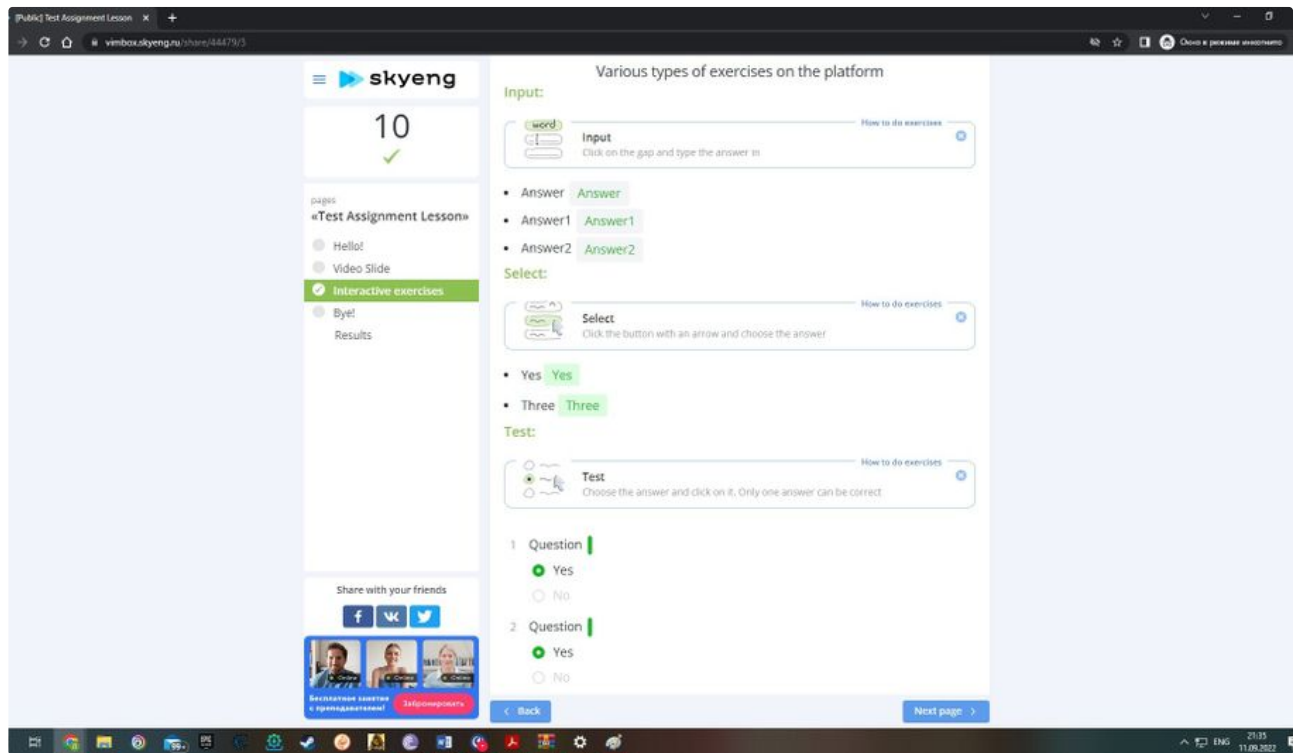 [Public] Test Assignment Lesson
vimbox.skyeng.ru/share/44479/5
Окно в режиме инкогнито
skyeng
10
pages
«Test Assignment Lesson»
Hello!
Video Slide
Interactive exercises
Bye!
Results
Share with your friends
Online
Online
Online
Бесплатное занятие
с преподавателем!
Забронировать
Various types of exercises on the platform
Input:
word
How to do exercises
Input
Click on the gap and type the answer in
Answer Answer
Answer1 Answer1
Answer2 Answer2
Select:
How to do exercises
Select
Click the button with an arrow and choose the answer
Yes Yes
Three Three
Test:
How to do exercises
Test
Choose the answer and click on it. Only one answer can be correct
1 Question
Yes
No
2 Question
Yes
No
Back
Next page
ENG
21:35
11.09.2022